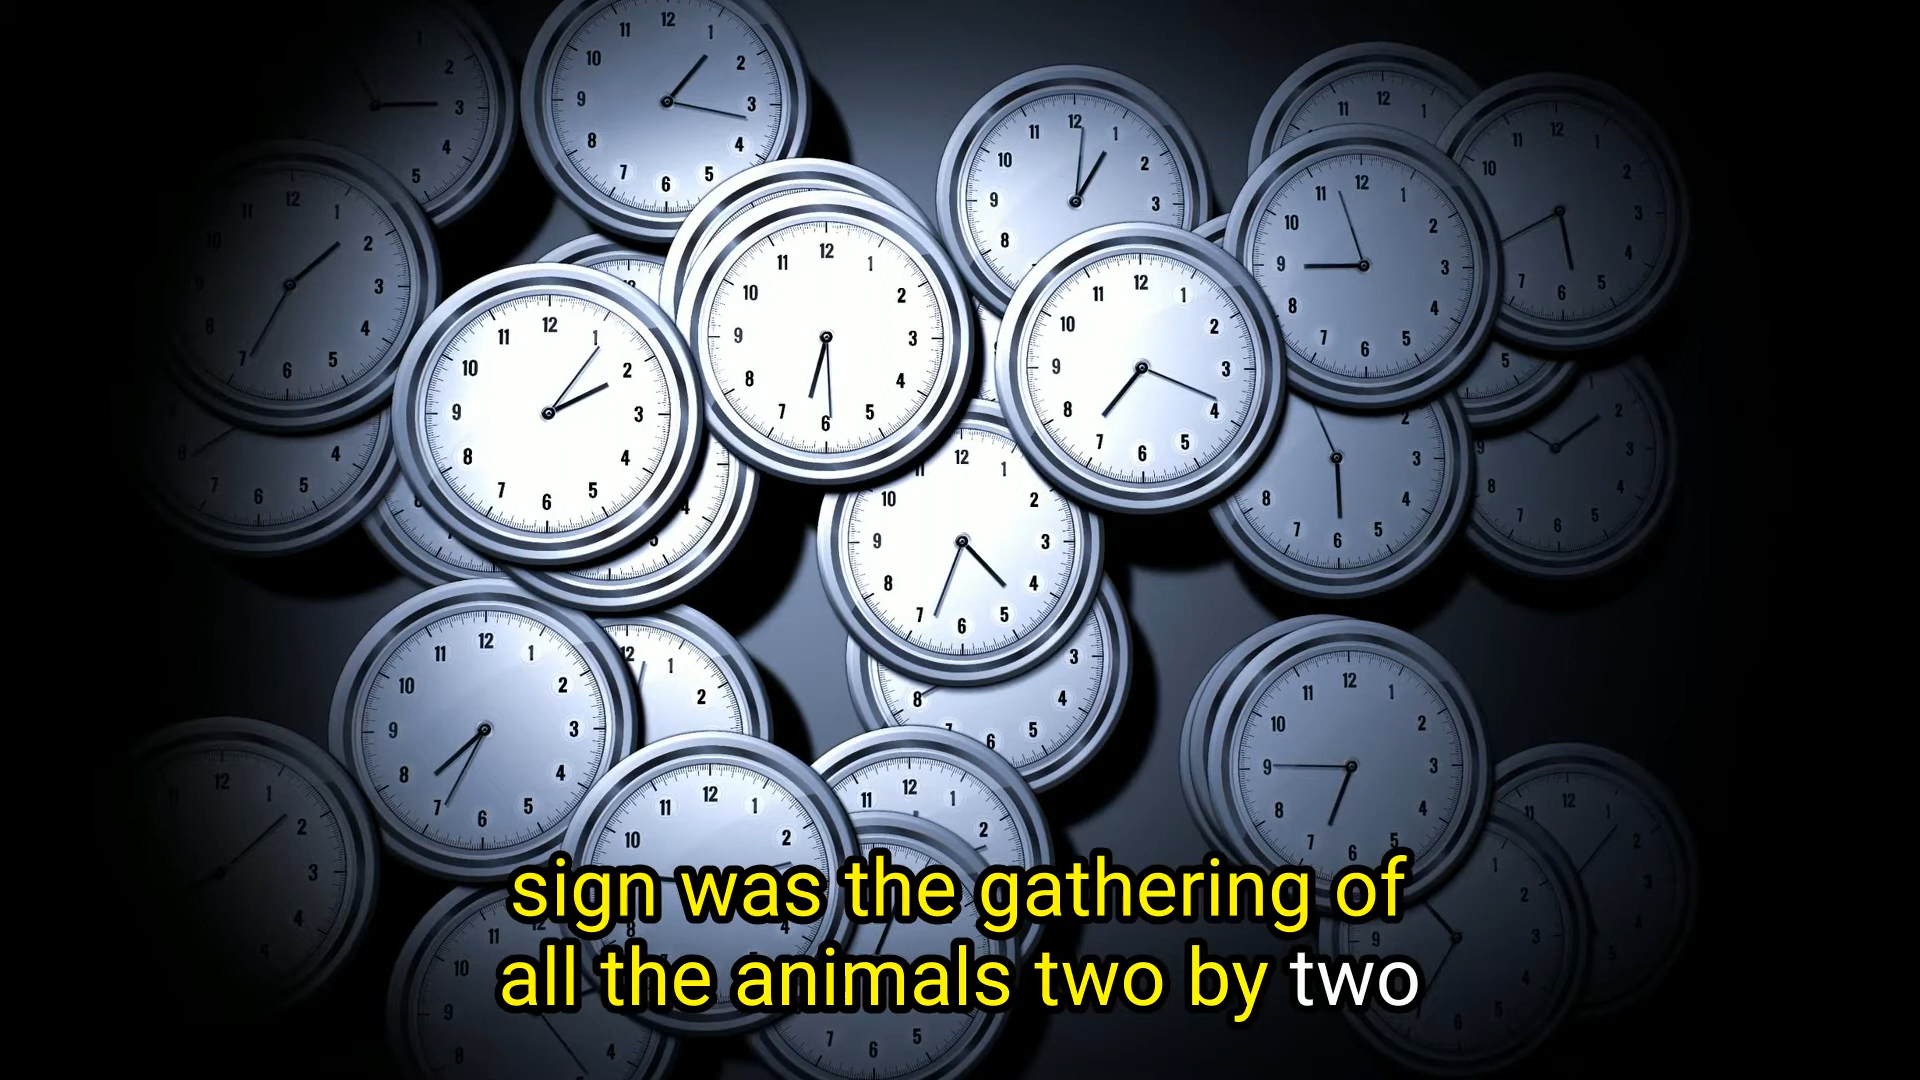 sign was the gathering of
all the animals two by two